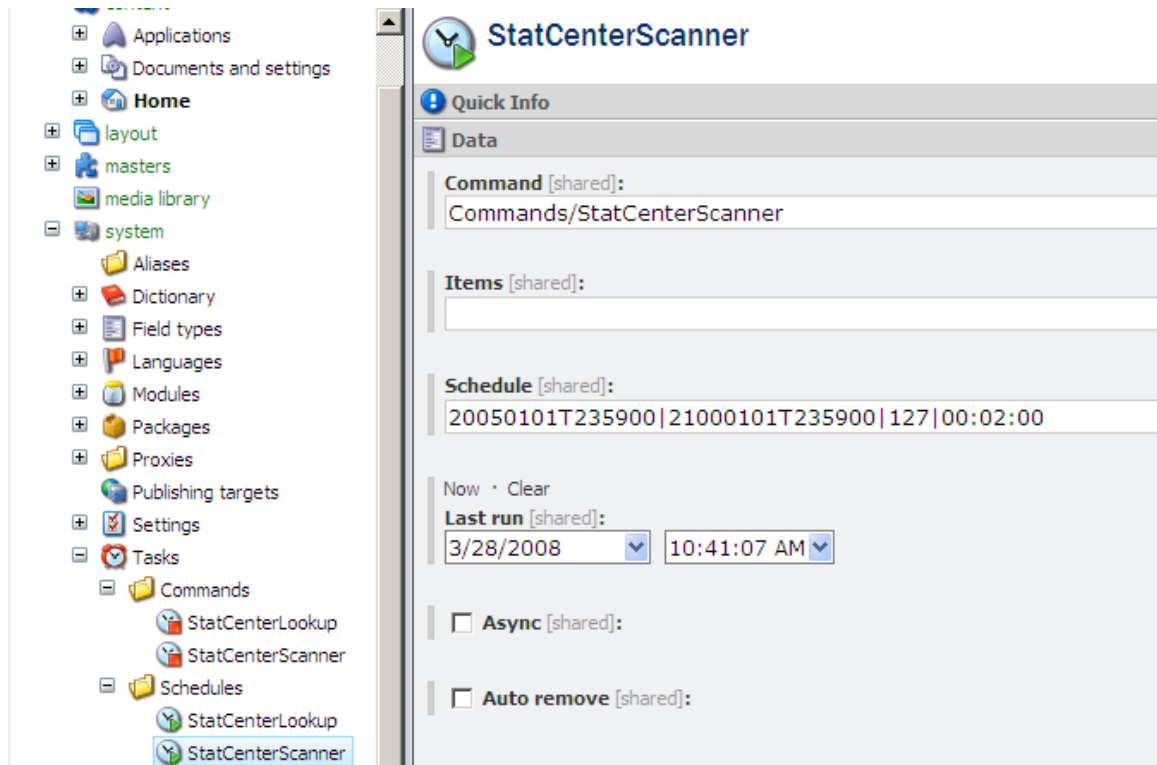 content
Applications
Documents and settings
Home
layout
masters
media library
system
Aliases
Dictionary
Field types
Languages
Modules
Packages
Proxies
Publishing targets
Settings
Tasks
Commands
StatCenterLookup
StatCenterScanner
Schedules
StatCenterLookup
StatCenterScanner
StatCenterScanner
Quick Info
Data
Command [shared]:
Commands/StatCenterScanner
Items [shared]:
Schedule [shared]:
20050101T235900|21000101T235900|127|00:02:00
Now · Clear
Last run [shared]:
3/28/2008 10:41:07 AM
Async [shared]:
Auto remove [shared]: